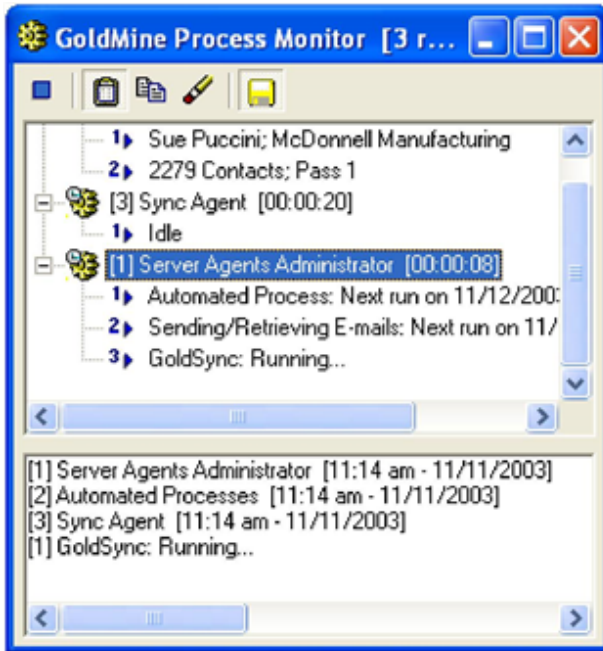 GoldMine Process Monitor [3 r...
1 Sue Puccini; McDonnell Manufacturing
2 2279 Contacts; Pass 1
[3] Sync Agent [00:00:20]
1 Idle
[1] Server Agents Administrator [00:00:08]
1 Automated Process: Next run on 11/12/200
2 Sending/Retrieving E-mails: Next run on 11/
3 GoldSync: Running...
[1] Server Agents Administrator [11:14 am - 11/11/2003]
[2] Automated Processes [11:14 am - 11/11/2003]
[3] Sync Agent [11:14 am - 11/11/2003]
[1] GoldSync: Running...